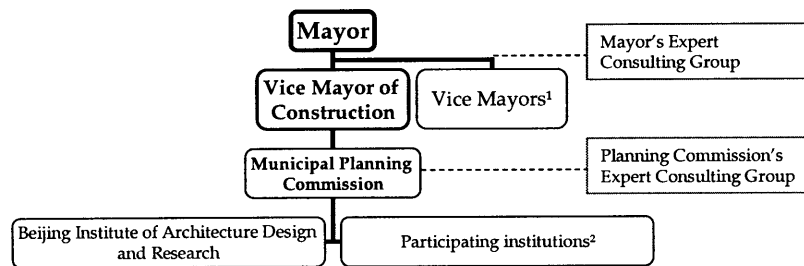 Mayor
Mayor's Expert
Consulting Group
Vice Mayor of
Construction
Vice Mayors¹
Municipal Planning
Commission
Planning Commission's
Expert Consulting Group
Beijing Institute of Architecture Design
and Research
Participating institutions²